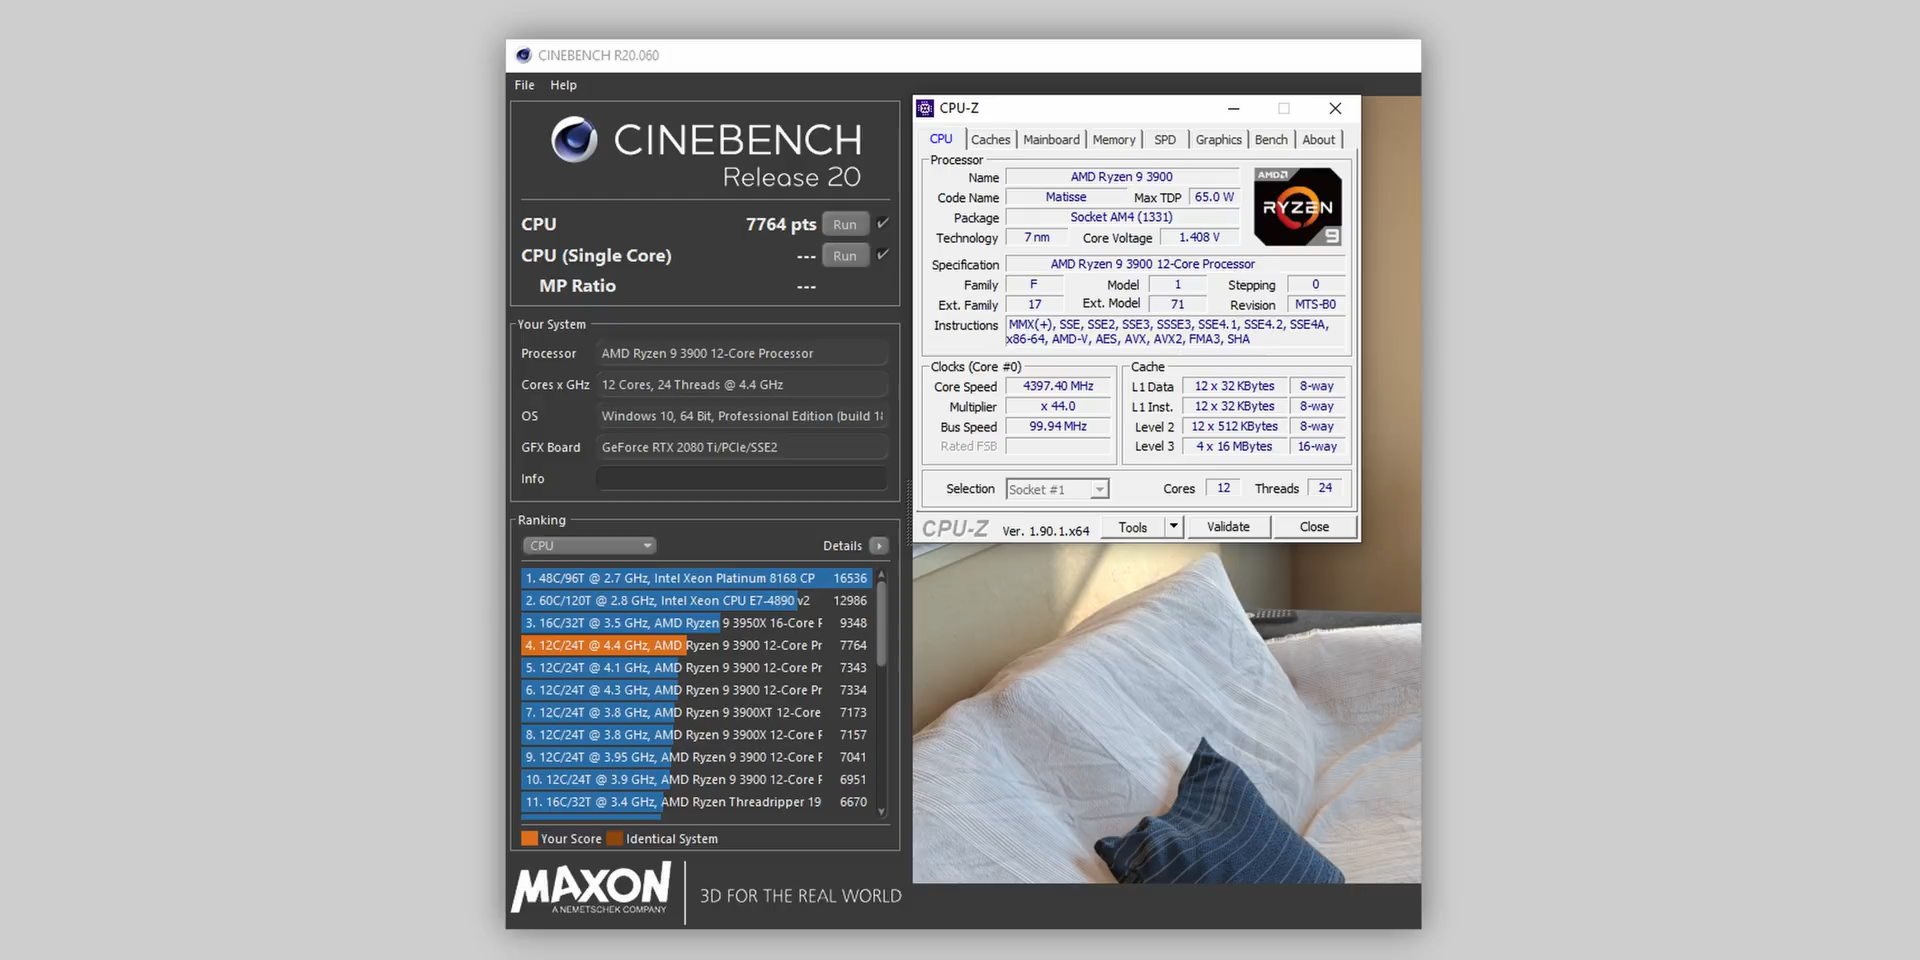 CINEBENCH R20.060
File Help
CINEBENCH
Release 20
CPU 7764 pts Run
CPU (Single Core) --- Run
MP Ratio ---
Your System
Processor AMD Ryzen 9 3900 12-Core Processor
Cores x GHz 12 Cores, 24 Threads @ 4.4 GHz
OS Windows 10, 64 Bit, Professional Edition (build 18
GFX Board GeForce RTX 2080 Ti/PCIe/SSE2
Info
Ranking
CPU Details
1. 48C/96T @ 2.7 GHz, Intel Xeon Platinum 8168 CP 16536
2. 60C/120T @ 2.8 GHz, Intel Xeon CPU E7-4890 v2 12986
3. 16C/32T @ 3.5 GHz, AMD Ryzen 9 3950X 16-Core P 9348
4. 12C/24T @ 4.4 GHz, AMD Ryzen 9 3900 12-Core Pr 7764
5. 12C/24T @ 4.1 GHz, AMD Ryzen 9 3900 12-Core Pr 7343
6. 12C/24T @ 4.3 GHz, AMD Ryzen 9 3900 12-Core Pr 7334
7. 12C/24T @ 3.8 GHz, AMD Ryzen 9 3900XT 12-Core 7173
8. 12C/24T @ 3.8 GHz, AMD Ryzen 9 3900X 12-Core P 7157
9. 12C/24T @ 3.95 GHz, AMD Ryzen 9 3900 12-Core P 7041
10. 12C/24T @ 3.9 GHz, AMD Ryzen 9 3900 12-Core P 6951
11. 16C/32T @ 3.4 GHz, AMD Ryzen Threadripper 19 6670
Your Score Identical System
MAXON
A NEMETSCHEK COMPANY
3D FOR THE REAL WORLD
CPU-Z
CPU Caches Mainboard Memory SPD Graphics Bench About
Processor
Name AMD Ryzen 9 3900
Code Name Matisse Max TDP 65.0 W
Package Socket AM4 (1331)
Technology 7 nm Core Voltage 1.408 V
AMD
RYZEN
9
Specification AMD Ryzen 9 3900 12-Core Processor
Family F Model 1 Stepping 0
Ext. Family 17 Ext. Model 71 Revision MTS-B0
Instructions MMX(+), SSE, SSE2, SSE3, SSSE3, SSE4.1, SSE4.2, SSE4A,
x86-64, AMD-V, AES, AVX, AVX2, FMA3, SHA
Clocks (Core #0)
Core Speed 4397.40 MHz
Multiplier x 44.0
Bus Speed 99.94 MHz
Rated FSB
Cache
L1 Data 12 x 32 KBytes 8-way
L1 Inst. 12 x 32 KBytes 8-way
Level 2 12 x 512 KBytes 8-way
Level 3 4 x 16 MBytes 16-way
Selection Socket #1 Cores 12 Threads 24
CPU-Z Ver. 1.90.1.x64 Tools Validate Close